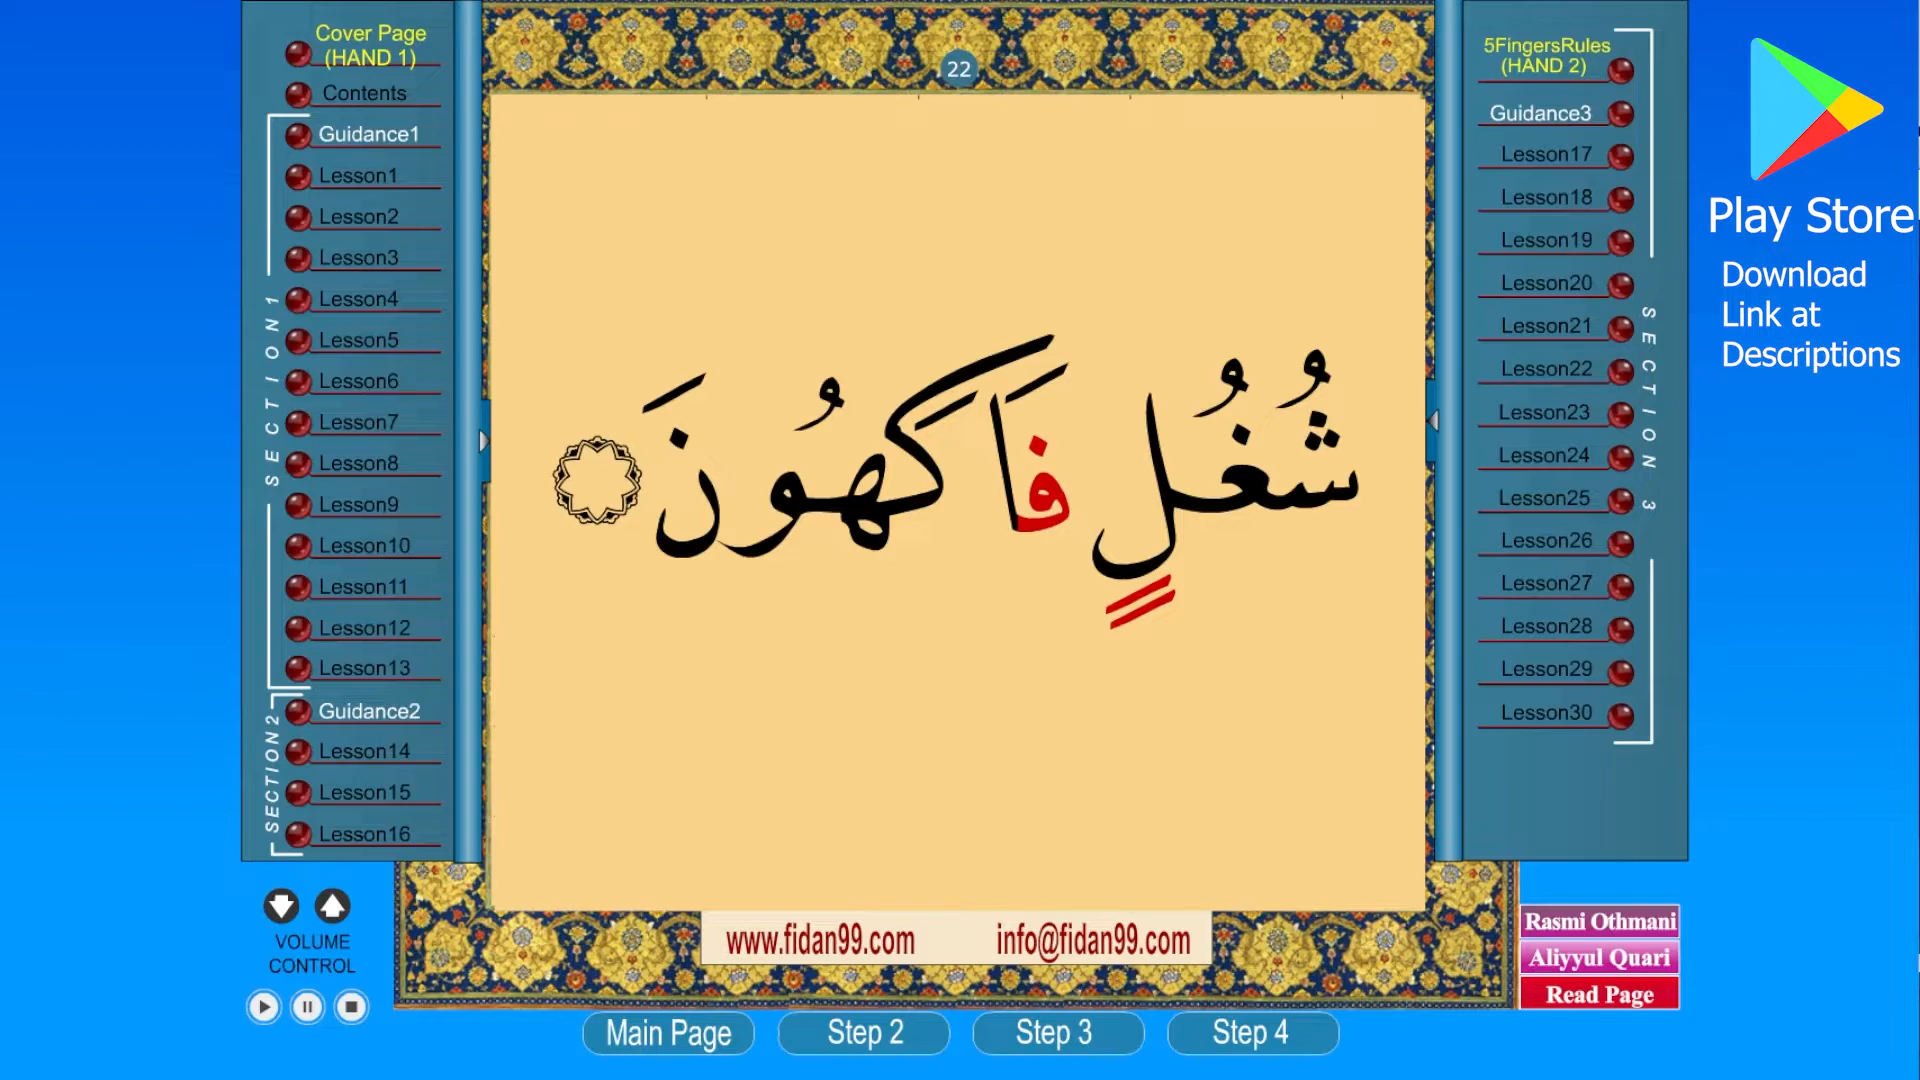 Cover Page
(HAND 1)
Contents
Guidance1
Lesson1
Lesson2
Lesson3
Lesson4
Lesson5
Lesson6
Lesson7
Lesson8
Lesson9
Lesson10
Lesson11
Lesson12
Lesson13
Guidance2
Lesson14
Lesson15
Lesson16
SECTION 1
SECTION2
VOLUME
CONTROL
22
شُغُلٍ فَاكَهُونَ
www.fidan99.com info@fidan99.com
Main Page Step 2 Step 3 Step 4
5FingersRules
(HAND 2)
Guidance3
Lesson17
Lesson18
Lesson19
Lesson20
Lesson21
Lesson22
Lesson23
Lesson24
Lesson25
Lesson26
Lesson27
Lesson28
Lesson29
Lesson30
SECTION 3
Rasmi Othmani
Aliyyul Quari
Read Page
Play Store
Download
Link at
Descriptions